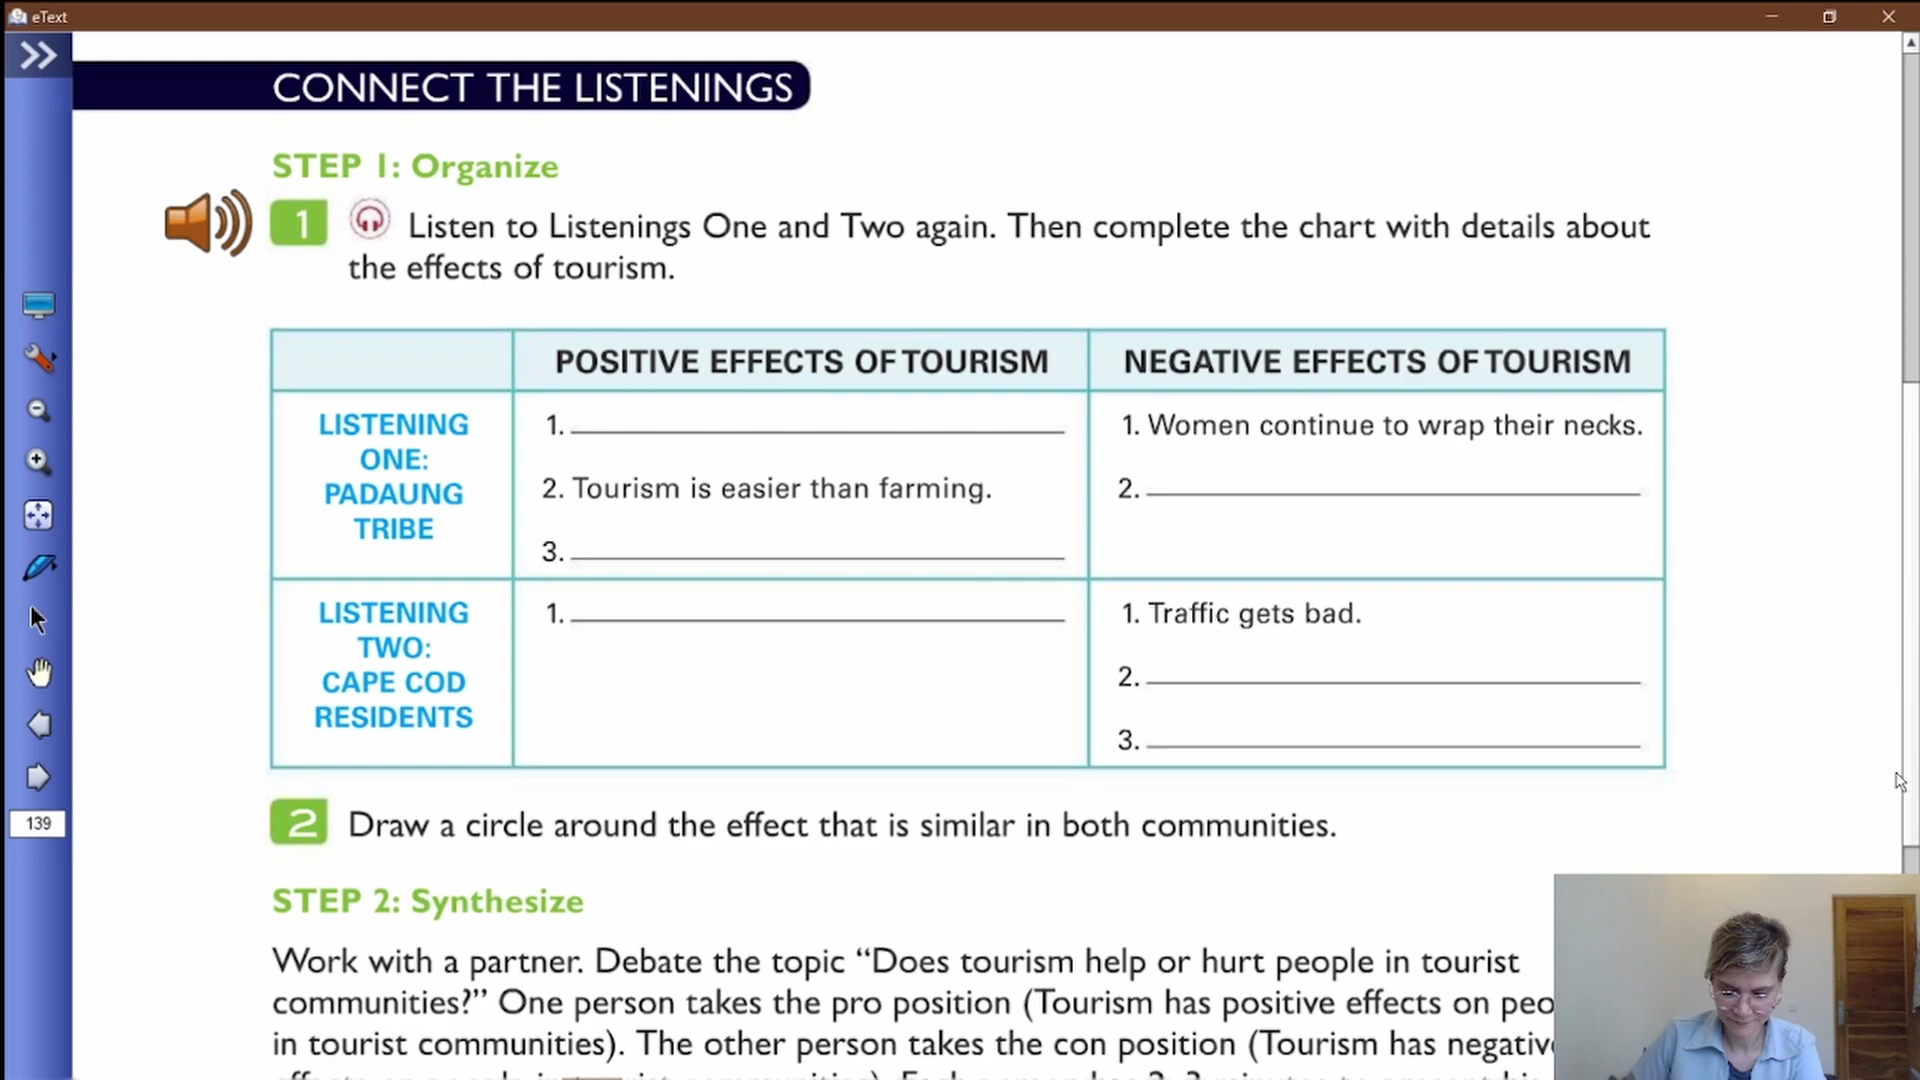 eText
CONNECT THE LISTENINGS
STEP 1: Organize
1 Listen to Listenings One and Two again. Then complete the chart with details about
the effects of tourism.
POSITIVE EFFECTS OF TOURISM
NEGATIVE EFFECTS OF TOURISM
LISTENING
ONE:
PADAUNG
TRIBE
1.
2. Tourism is easier than farming.
3.
1. Women continue to wrap their necks.
2.
LISTENING
TWO:
CAPE COD
RESIDENTS
1.
1. Traffic gets bad.
2.
3.
139
2 Draw a circle around the effect that is similar in both communities.
STEP 2: Synthesize
Work with a partner. Debate the topic “Does tourism help or hurt people in tourist
communities?” One person takes the pro position (Tourism has positive effects on peo
in tourist communities). The other person takes the con position (Tourism has negativ